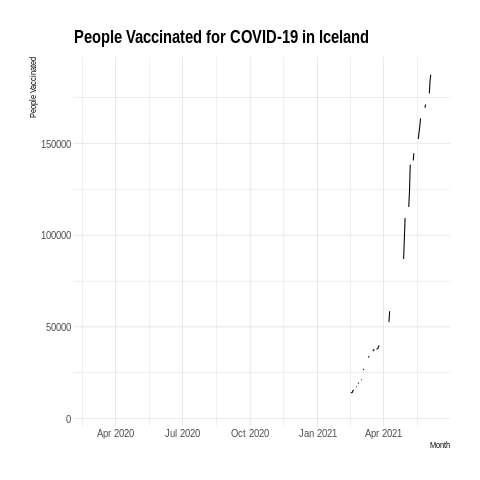 People Vaccinated for COVID-19 in Iceland
People Vaccinated
150000
100000
50000
0
Apr 2020 Jul 2020 Oct 2020 Jan 2021 Apr 2021
Month